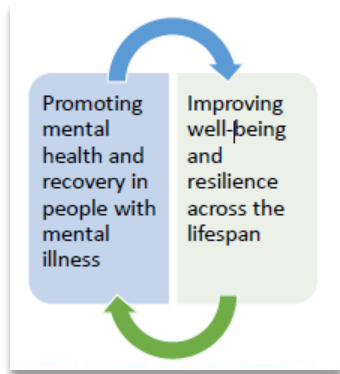 Promoting
mental
health and
recovery in
people with
mental
illness
Improving
well-being
and
resilience
across the
lifespan